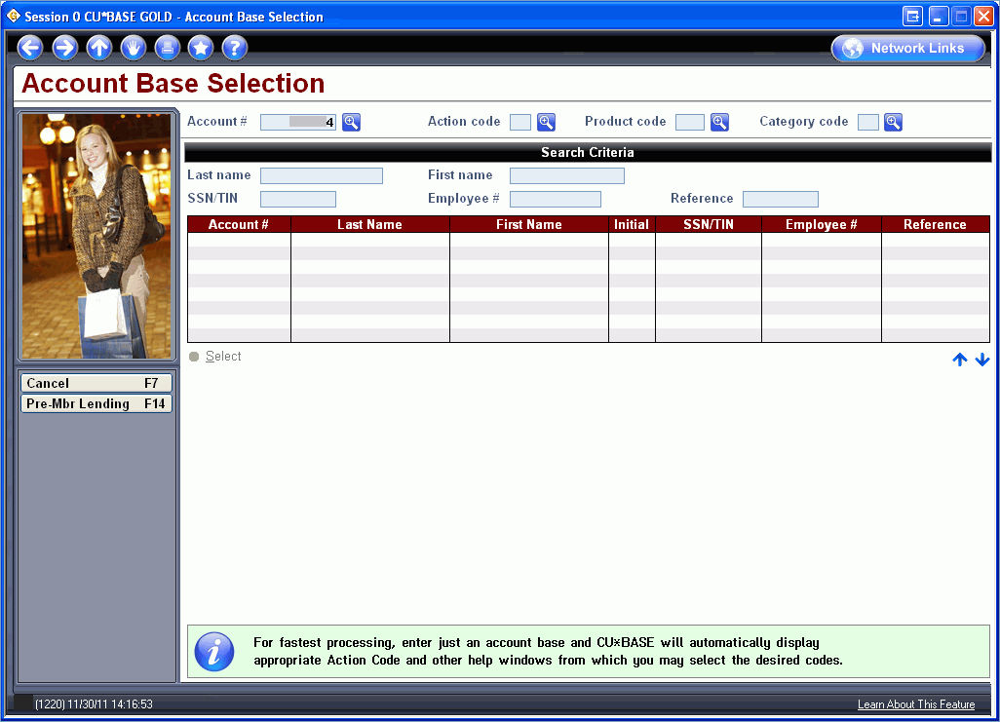 Session 0 CU*BASE GOLD - Account Base Selection
Network Links
Account Base Selection
Account # 4 Action code Product code Category code
Search Criteria
Last name First name
SSN/TIN Employee # Reference
Account # Last Name First Name Initial SSN/TIN Employee # Reference
Select
Cancel F7
Pre-Mbr Lending F14
For fastest processing, enter just an account base and CU*BASE will automatically display
appropriate Action Code and other help windows from which you may select the desired codes.
(1220) 11/30/11 14:16:53 Learn About This Feature